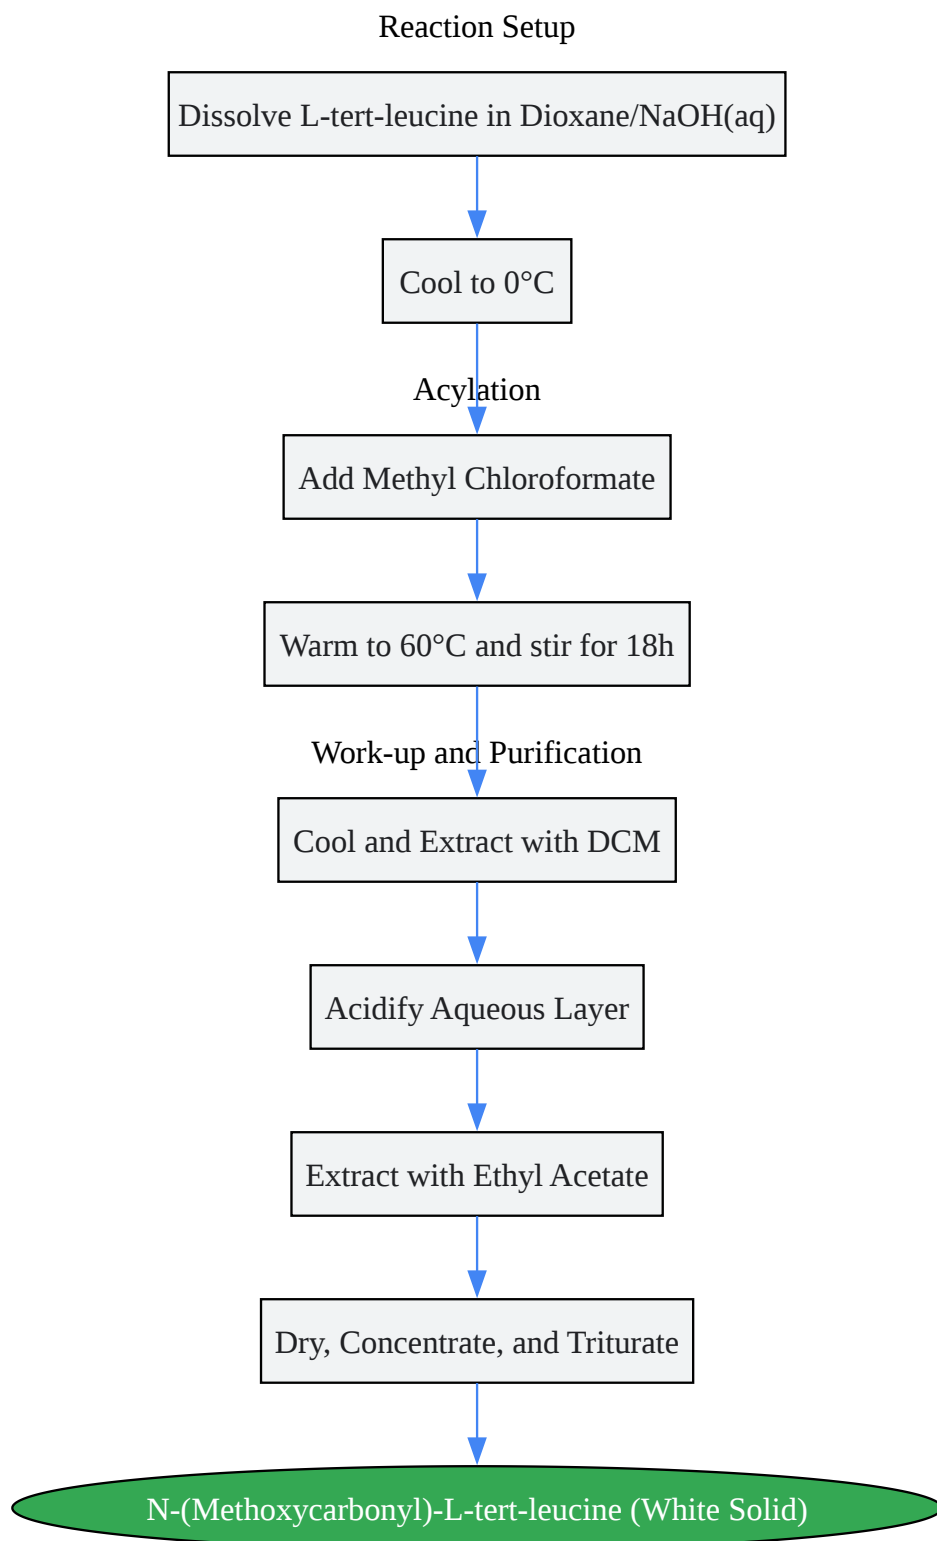 Reaction Setup
Dissolve L-tert-leucine in Dioxane/NaOH(aq)
Cool to 0°C
Acylation
Add Methyl Chloroformate
Warm to 60°C and stir for 18h
Work-up and Purification
Cool and Extract with DCM
Acidify Aqueous Layer
Extract with Ethyl Acetate
Dry, Concentrate, and Triturate
N-(Methoxycarbonyl)-L-tert-leucine (White Solid)